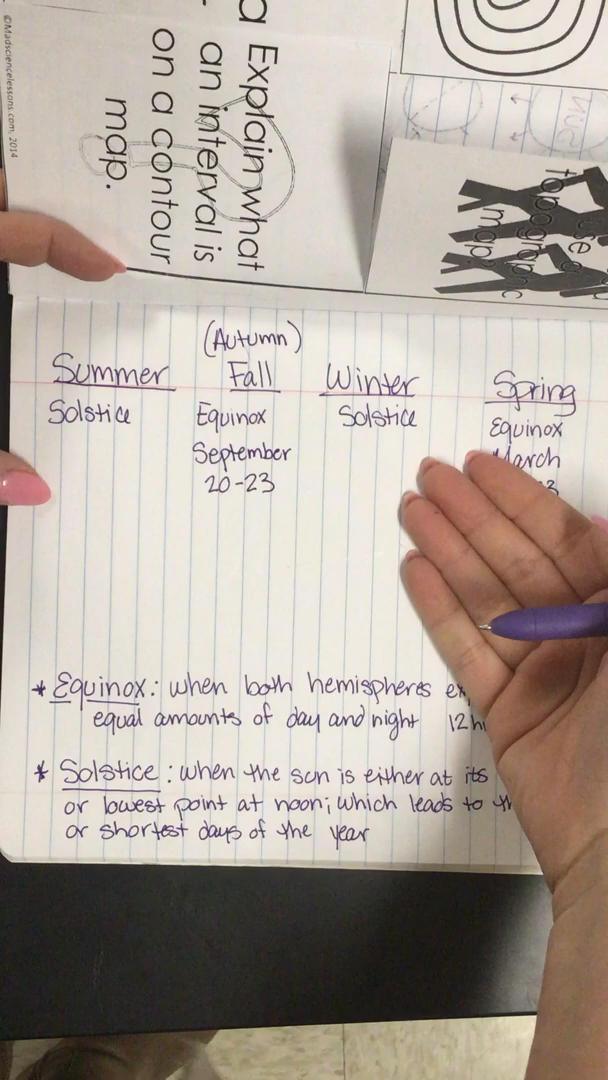 ©Madsciencelessons.com, 2014
a Explain what
an interval is
on a contour
map.
topographic
map
(Autumn)
Summer Fall Winter Spring
Solstice Equinox Solstice Equinox
September March
20-23 3
* Equinox: when both hemispheres
equal amounts of day and night 12
* Solstice: when the sun is either at its
or lowest point at noon; which leads to
or shortest days of the year